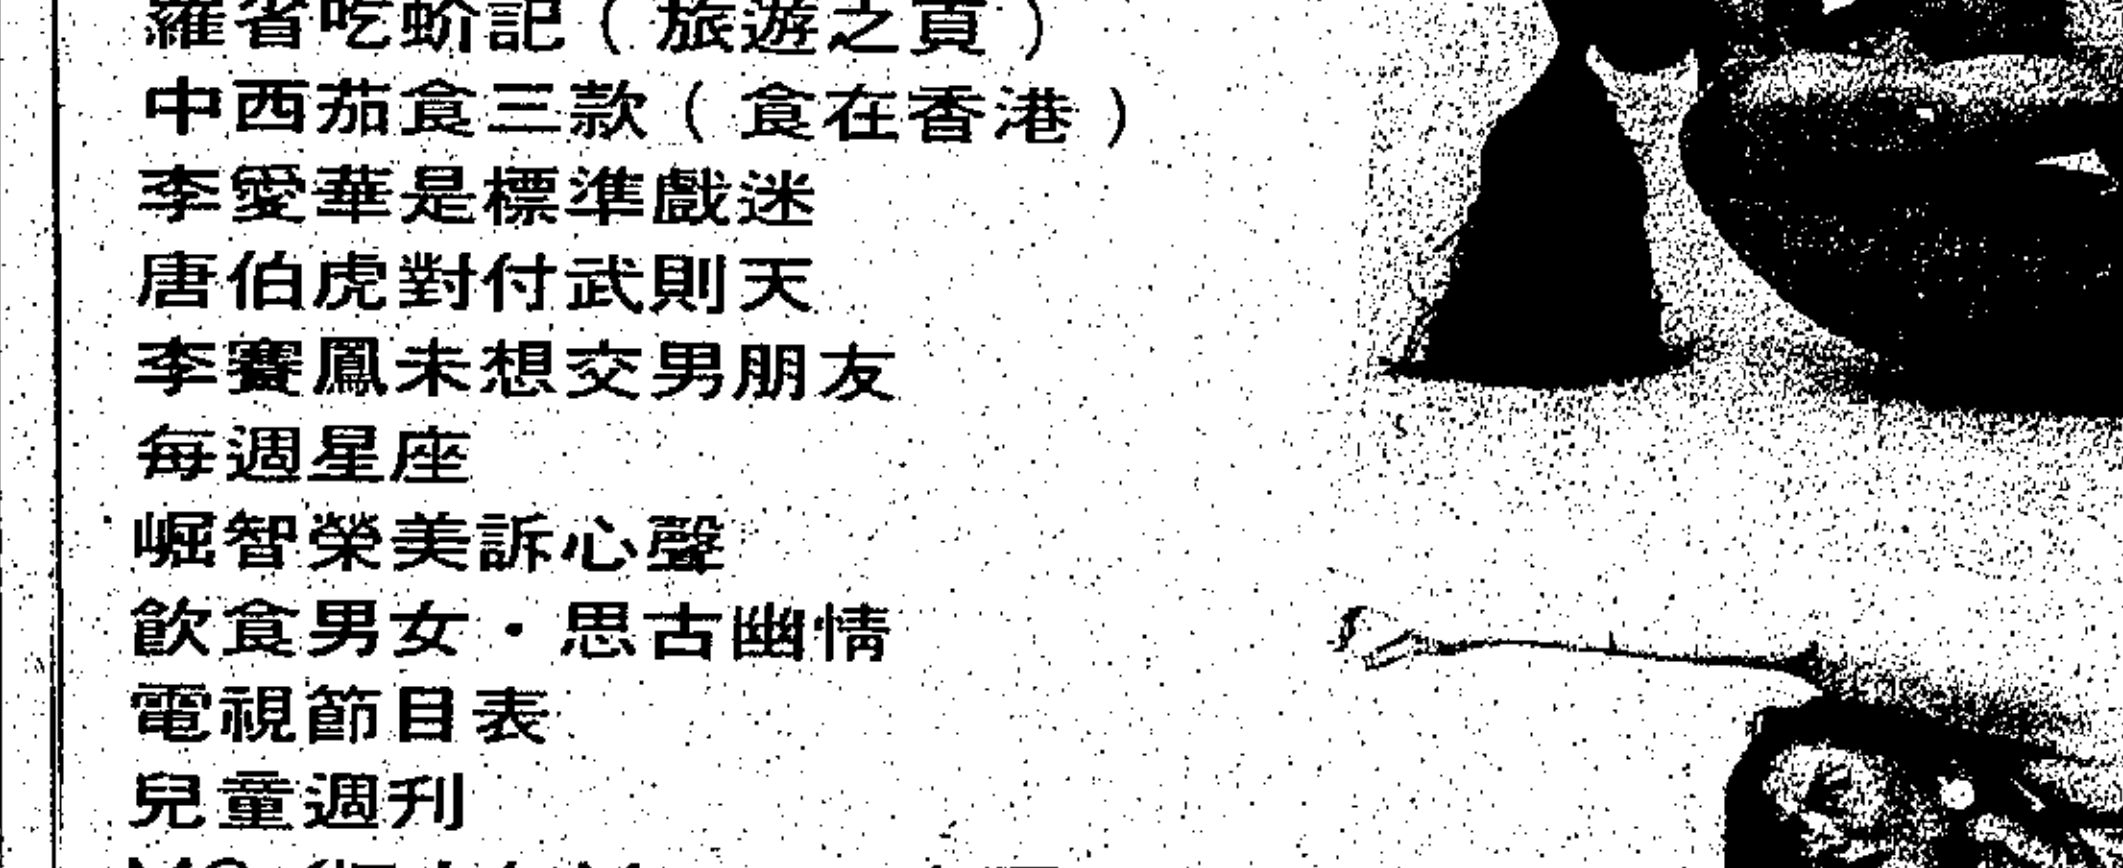 羅省吃蚧記(旅遊之頁)
中西茄食三款(食在香港)
李愛華是標準戲迷
唐伯虎對付武則天
李賽鳳未想交男朋友
每週星座
崛智榮美訴心聲
飲食男女・思古幽情
電視節目表
兒童週刋